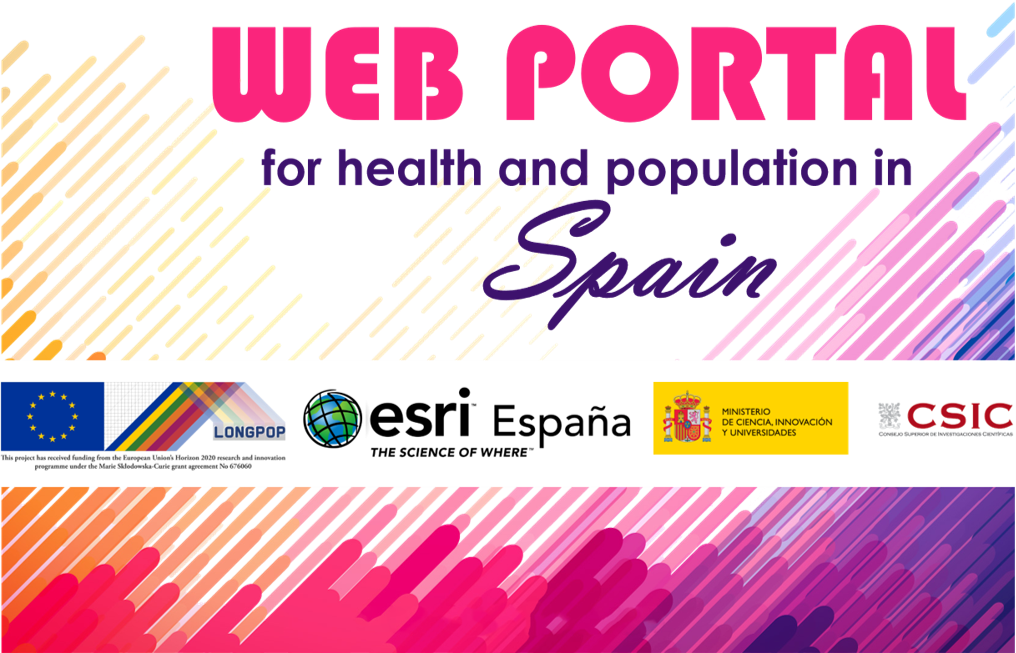 WEB PORTAL
for health and population in
Spain
LONGPOP
This project has received funding from the European Union's Horizon 2020 research and innovation
programme under the Marie Skłodowska-Curie grant agreement No 676060
esri™ España
THE SCIENCE OF WHERE™
MINISTERIO
DE CIENCIA, INNOVACIÓN
Y UNIVERSIDADES
CSIC
CONSEJO SUPERIOR DE INVESTIGACIONES CIENTÍFICAS